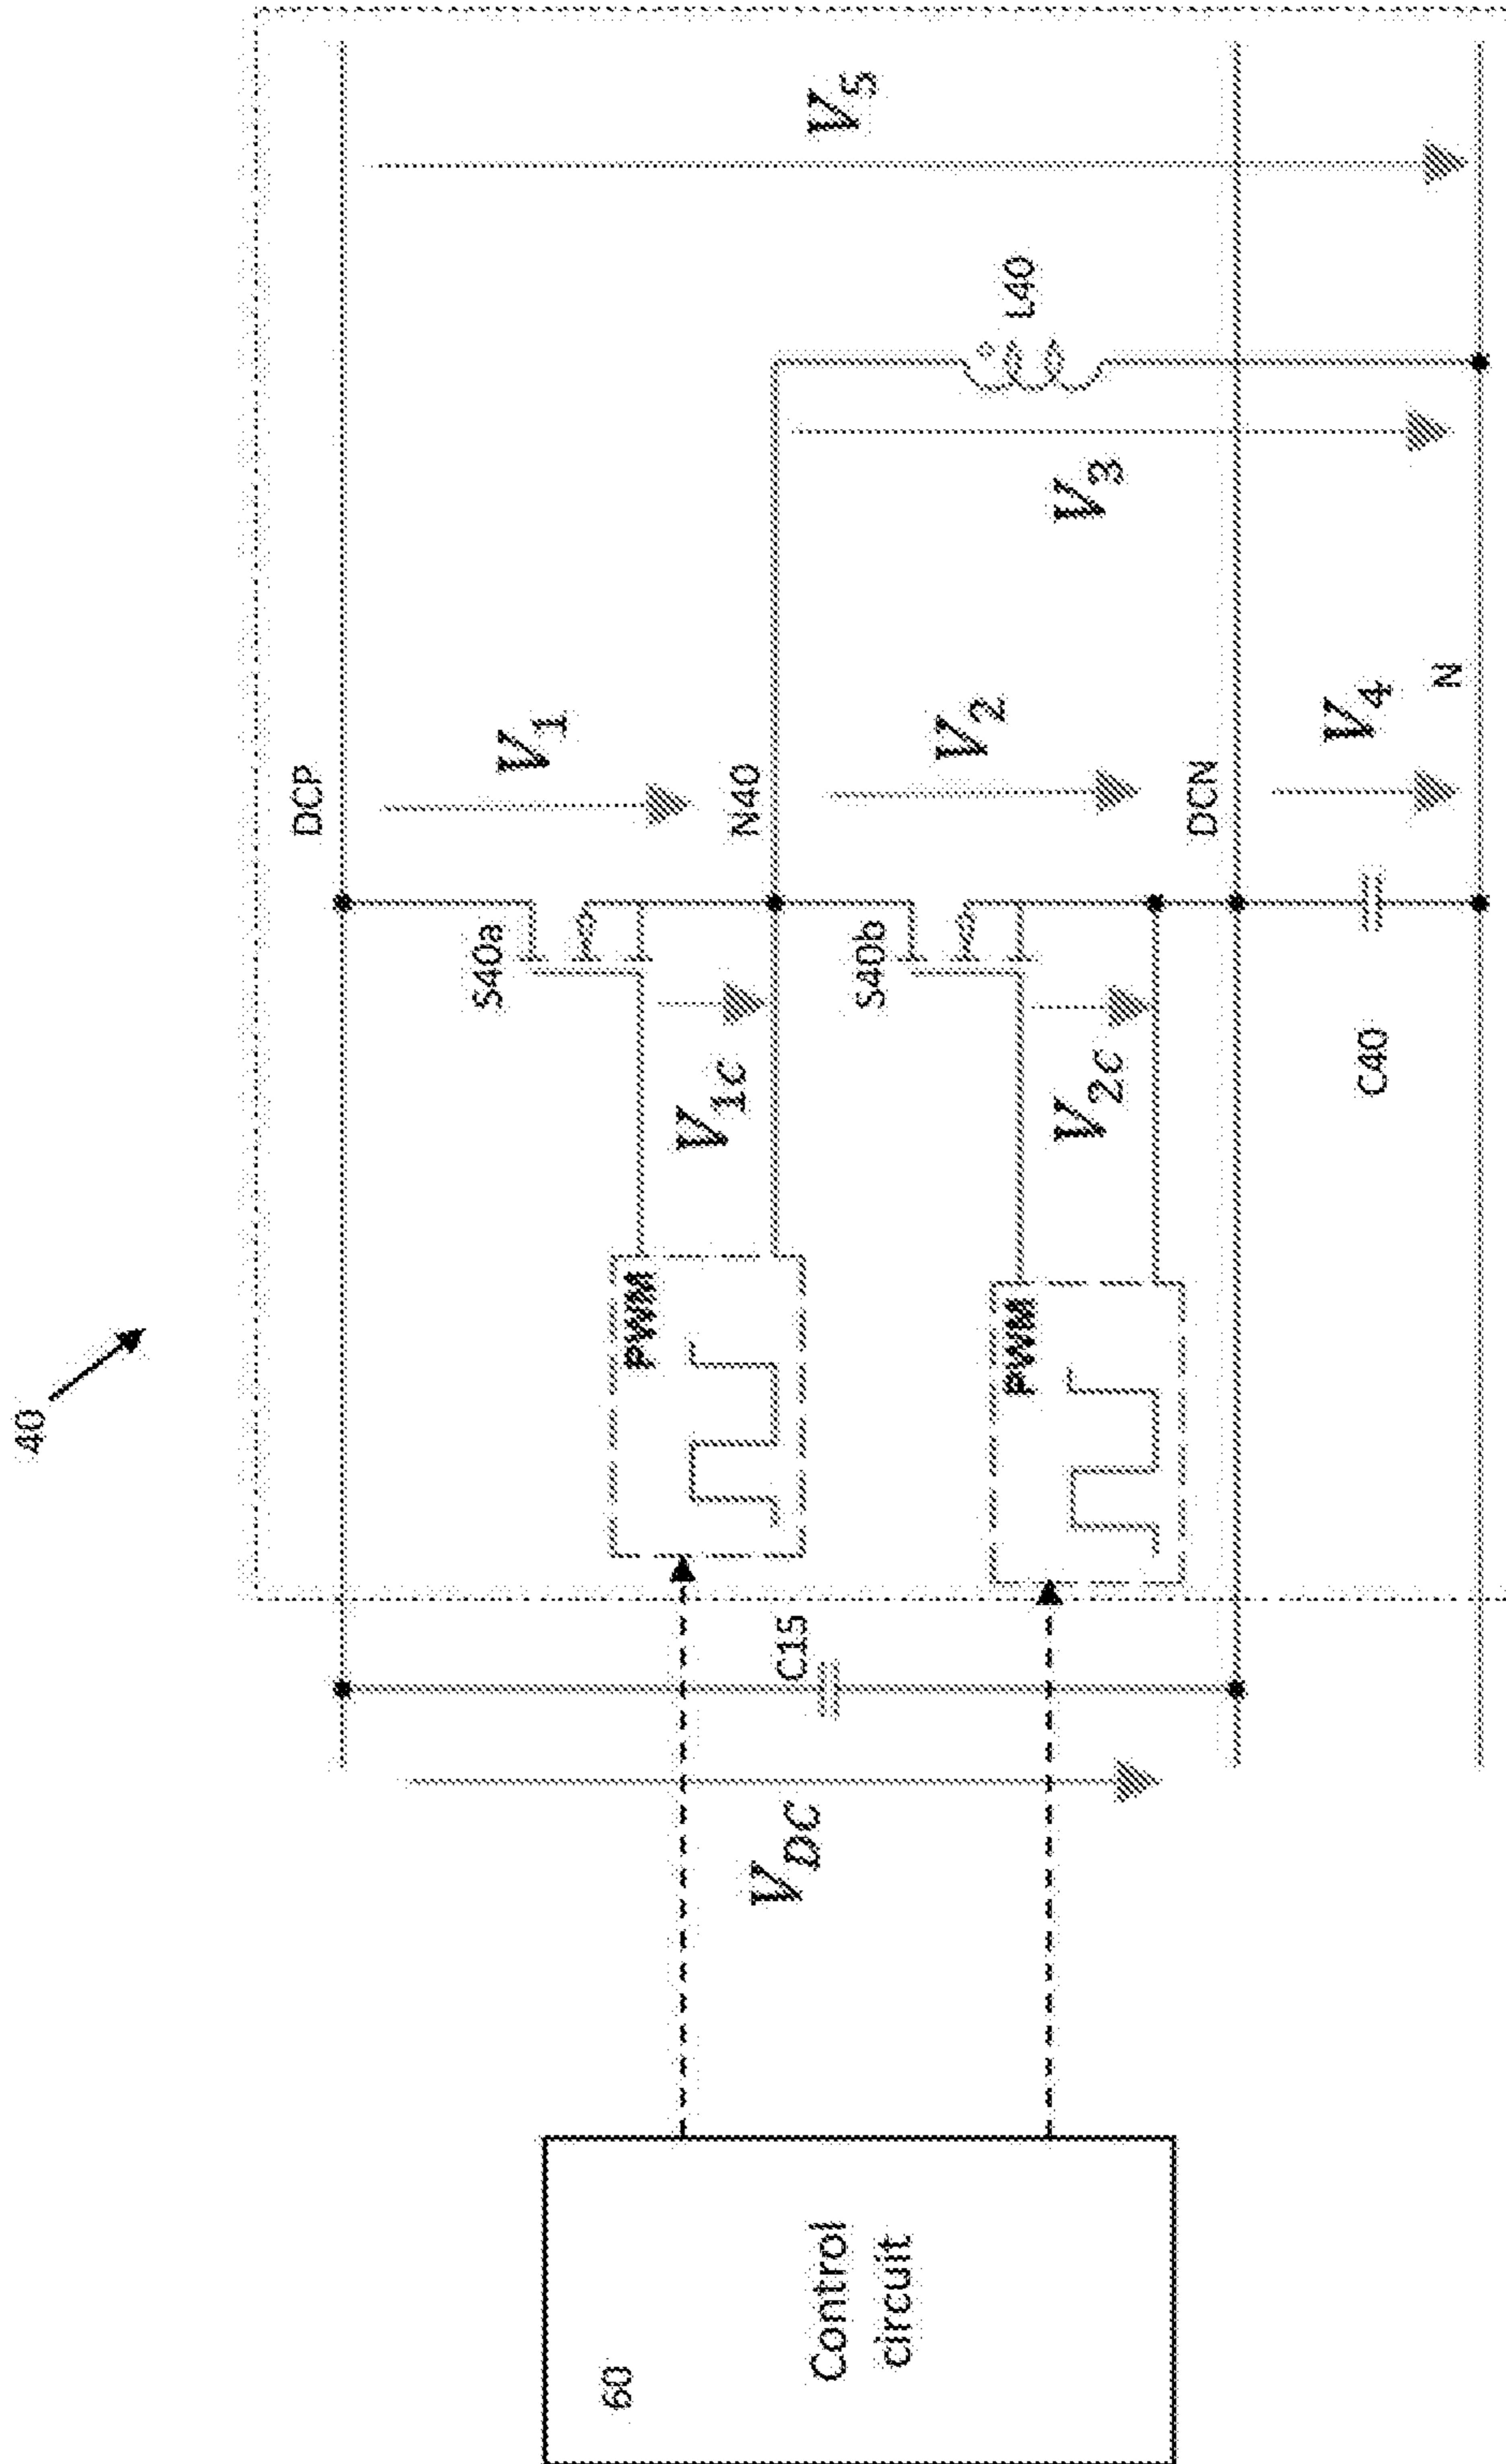 40
DCP
V5
V1
S40a
N40
L40
V1c
PWM
V3
V2
S40b
DCN
V2c
PWM
V4
N
C40
C15
VDC
60
Control
circuit